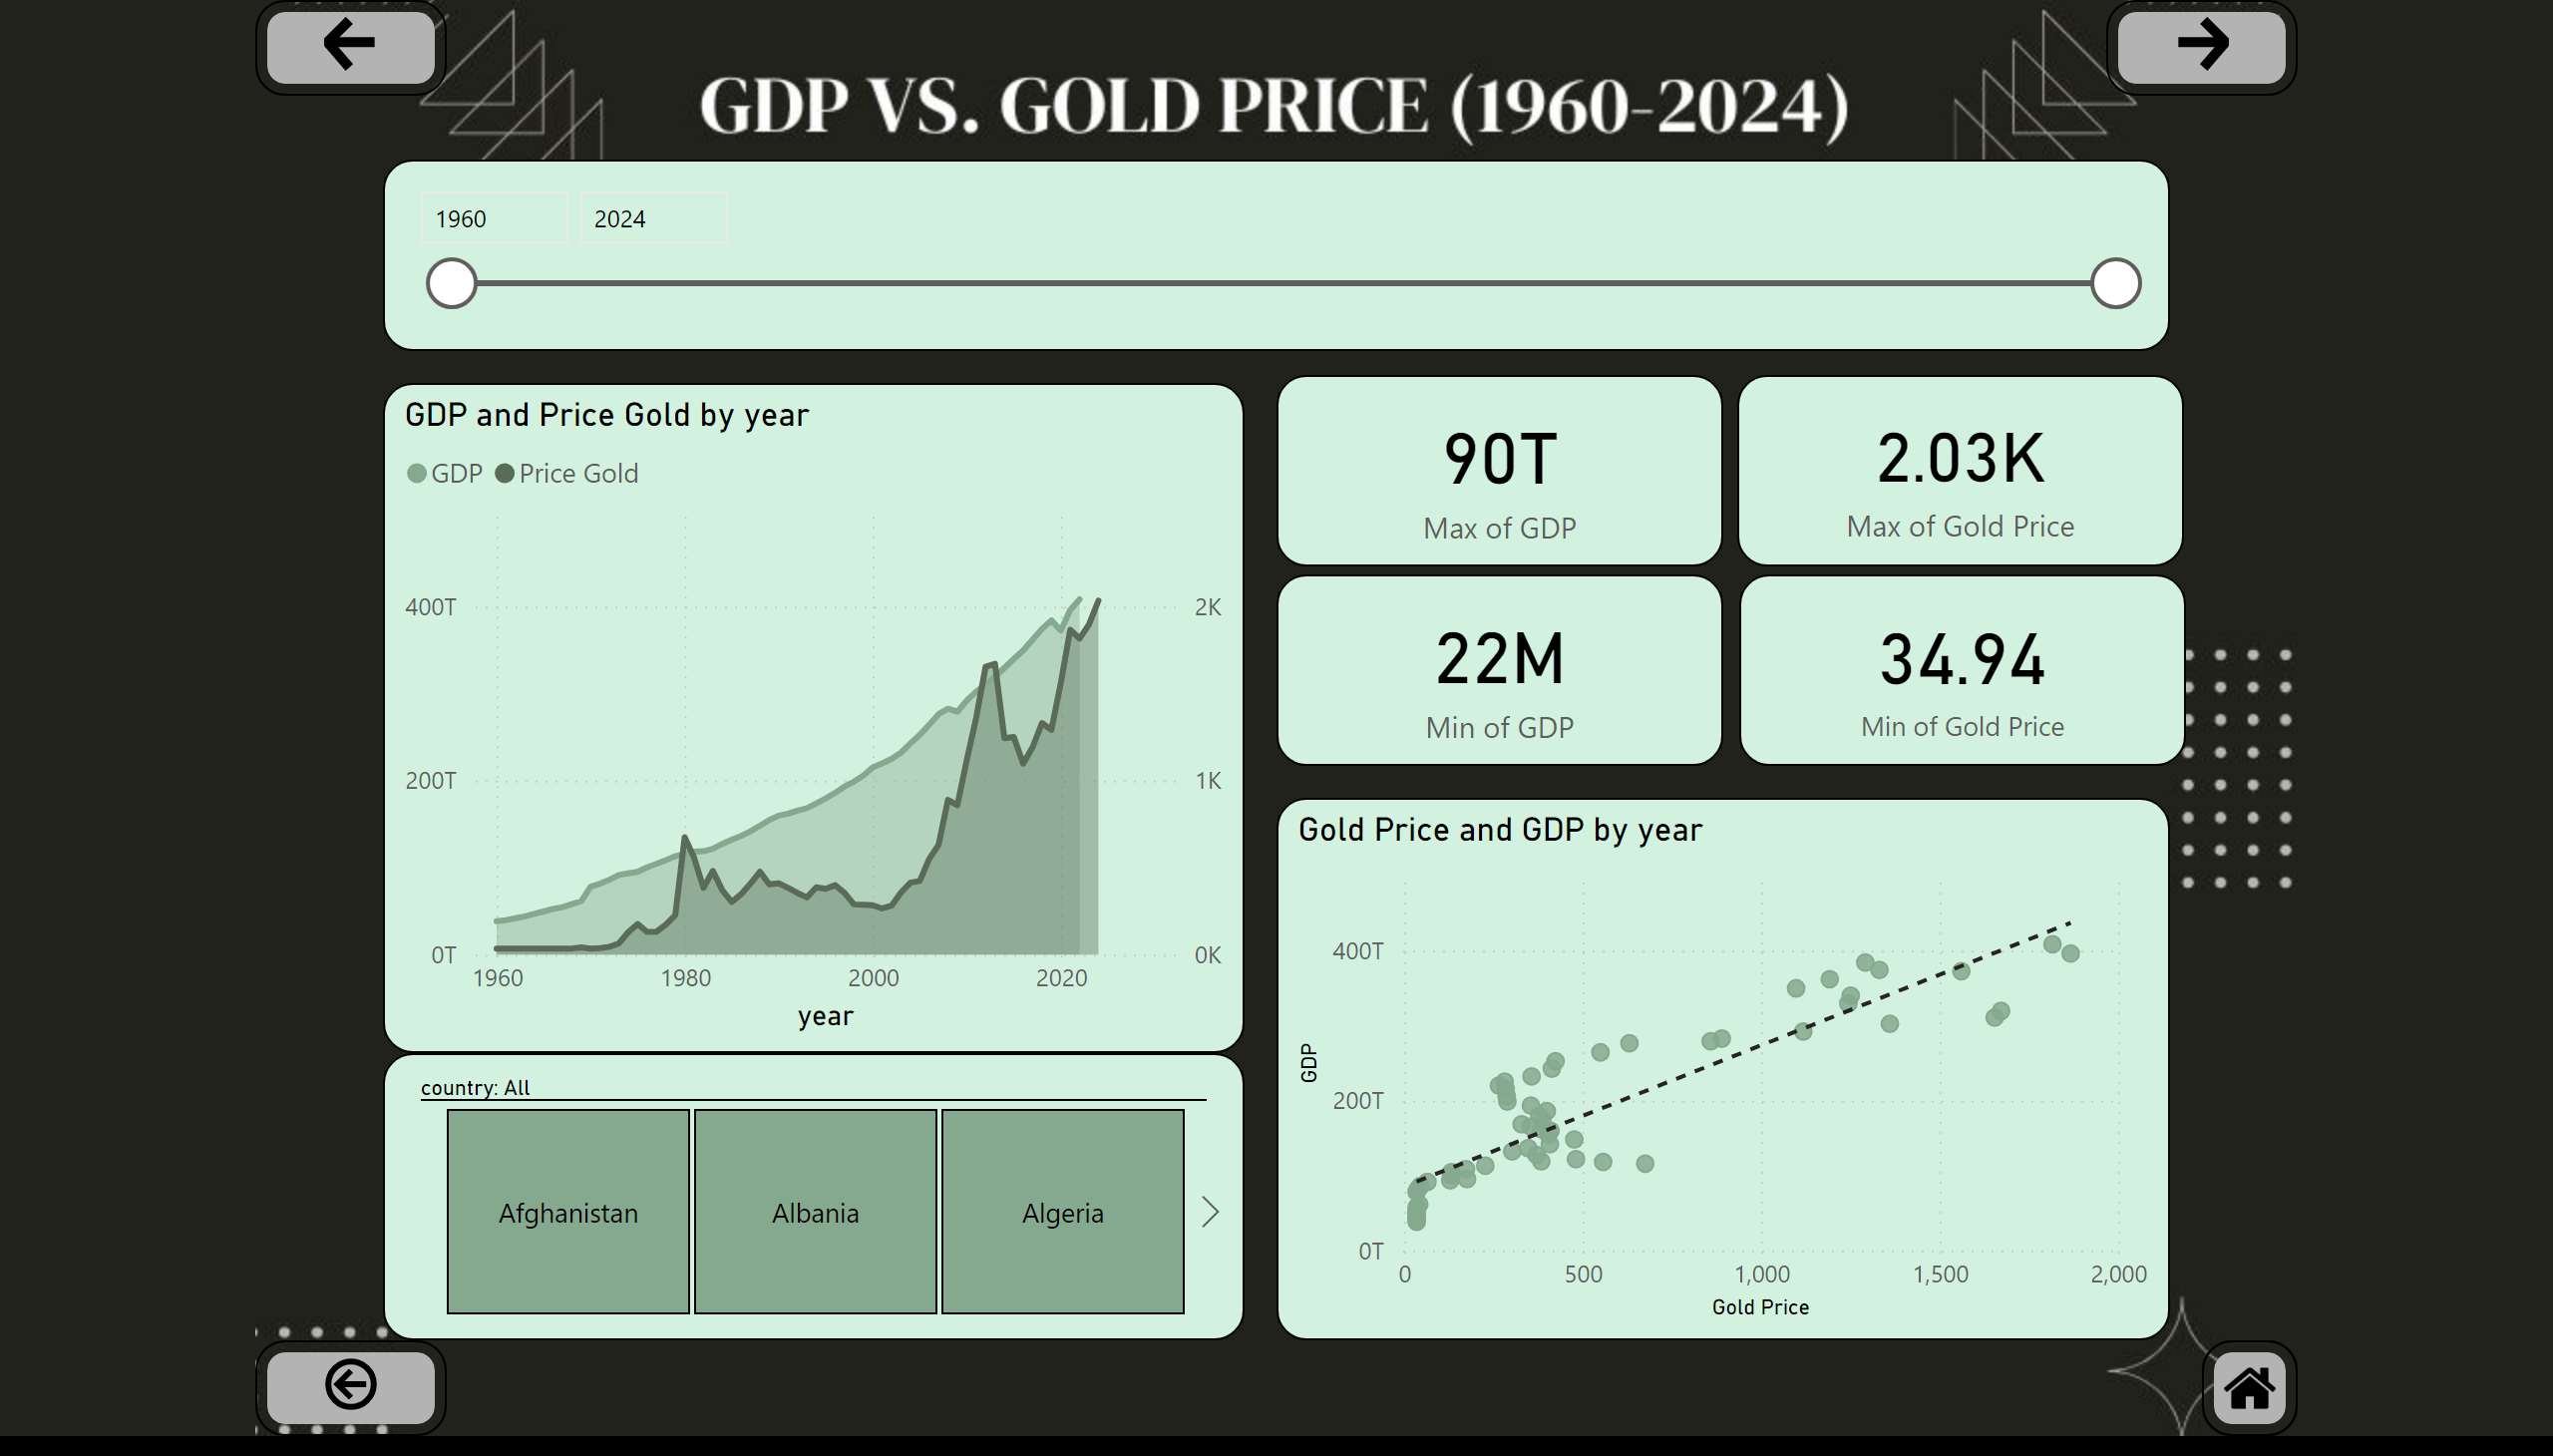 GDP VS. GOLD PRICE (1960-2024)
1960 2024
GDP and Price Gold by year
GDP Price Gold
400T
200T
0T
2K
1K
0K
1960 1980 2000 2020
year
90T
Max of GDP
2.03K
Max of Gold Price
22M
Min of GDP
34.94
Min of Gold Price
country: All
Afghanistan Albania Algeria
Gold Price and GDP by year
GDP
400T
200T
0T
0 500 1,000 1,500 2,000
Gold Price